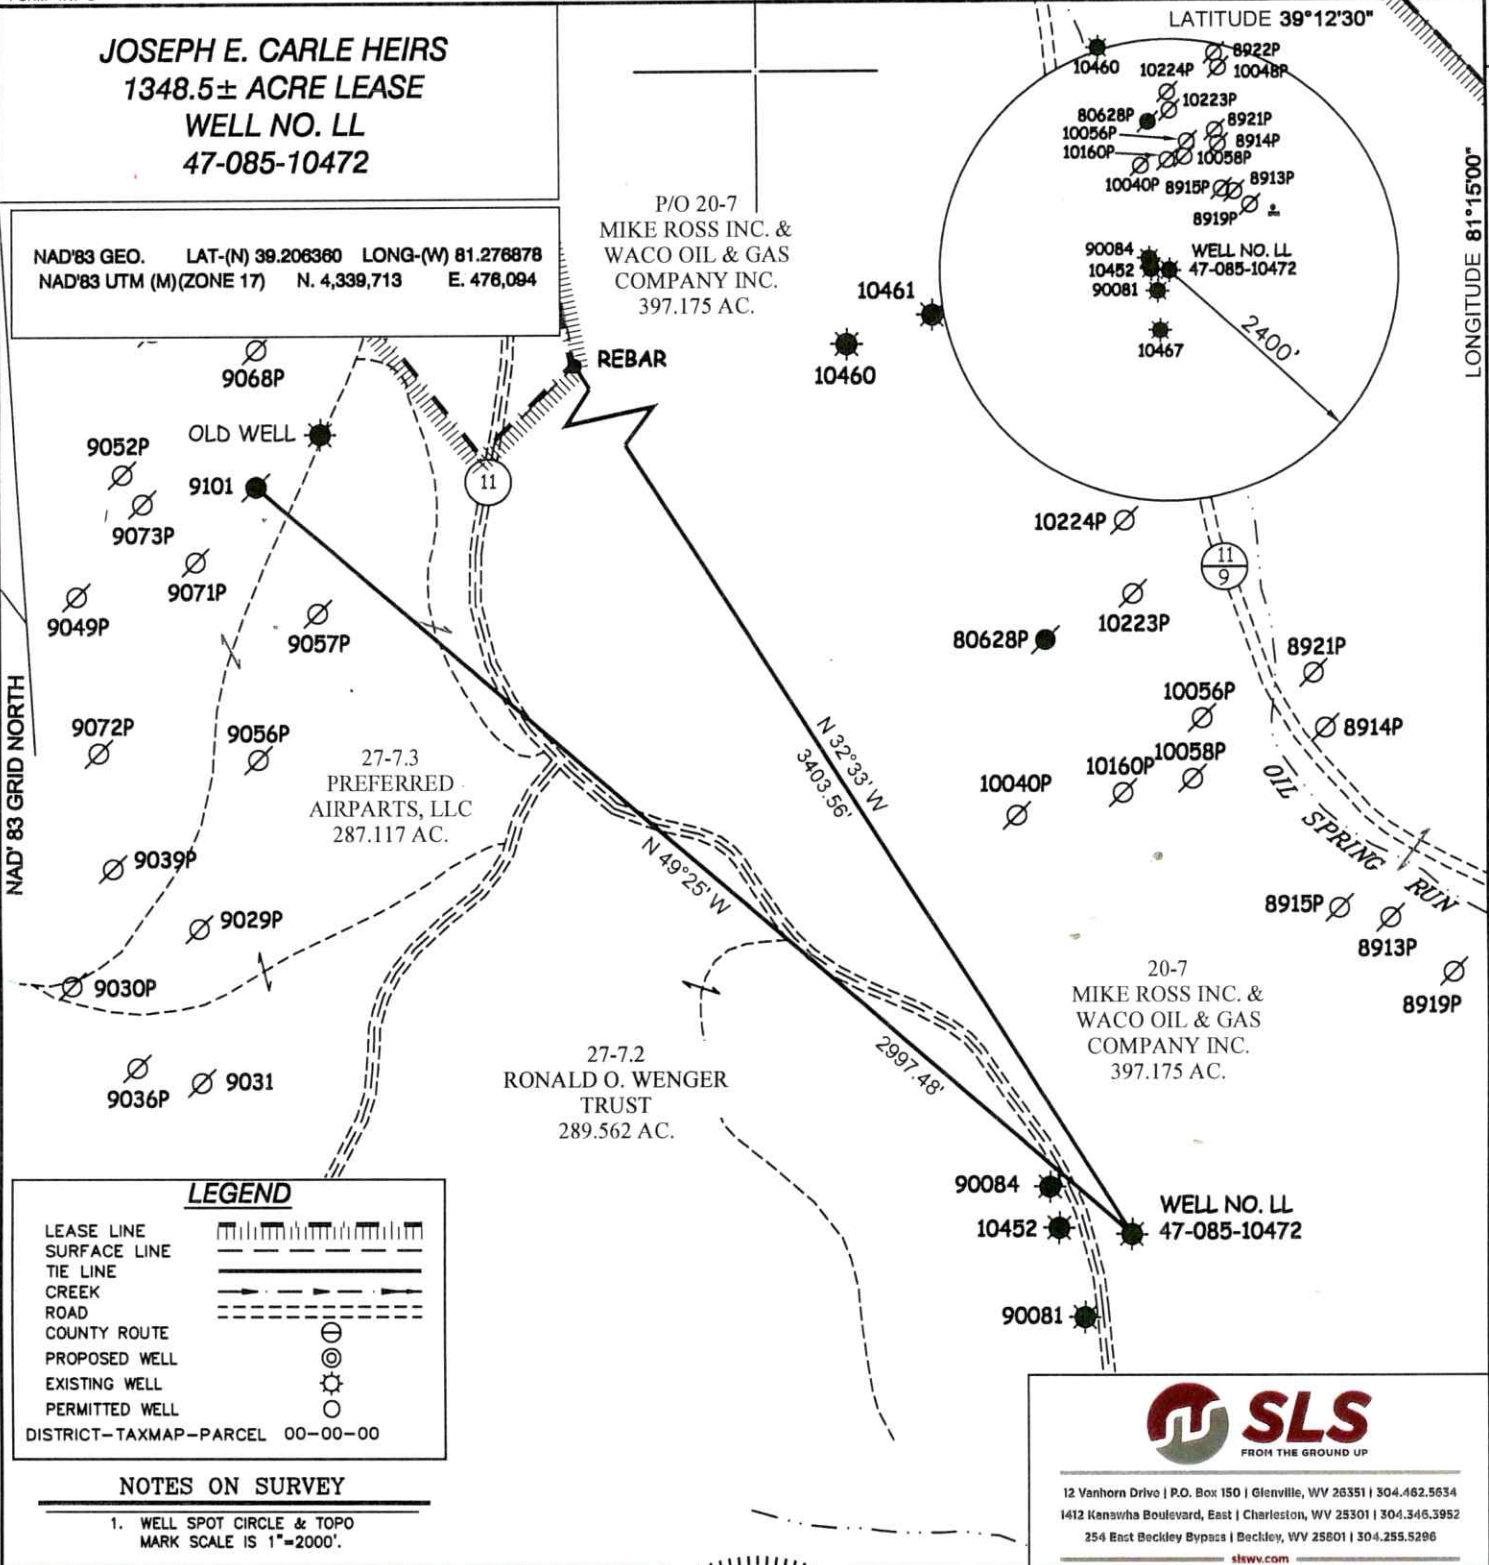 JOSEPH E. CARLE HEIRS
1348.5± ACRE LEASE
WELL NO. LL
47-085-10472
NAD'83 GEO. LAT-(N) 39.206360 LONG-(W) 81.276878
NAD'83 UTM (M)(ZONE 17) N. 4,339,713 E. 476,094
LATITUDE 39°12'30"
LONGITUDE 81°15'00"
10460
8922P
10224P
10048P
10223P
80628P
8921P
10056P
8914P
10160P
10058P
10040P
8915P
8913P
8919P
90084
WELL NO. LL
10452
47-085-10472
90081
10467
2400'
P/O 20-7
MIKE ROSS INC. &
WACO OIL & GAS
COMPANY INC.
397.175 AC.
10461
10460
REBAR
9068P
OLD WELL
9052P
9101
11
9073P
9071P
9049P
9057P
NAD' 83 GRID NORTH
9072P
9056P
27-7.3
PREFERRED
AIRPARTS, LLC
287.117 AC.
9039P
9029P
9030P
9036P
9031
N 32°33' W
3403.56'
N 49°25' W
2997.48'
10224P
11
9
10223P
80628P
8921P
10056P
8914P
10058P
10160P
10040P
OIL SPRING RUN
8915P
8913P
8919P
20-7
MIKE ROSS INC. &
WACO OIL & GAS
COMPANY INC.
397.175 AC.
27-7.2
RONALD O. WENGER
TRUST
289.562 AC.
90084
10452
WELL NO. LL
47-085-10472
90081
LEGEND
LEASE LINE
SURFACE LINE
TIE LINE
CREEK
ROAD
COUNTY ROUTE
PROPOSED WELL
EXISTING WELL
PERMITTED WELL
DISTRICT-TAXMAP-PARCEL 00-00-00
NOTES ON SURVEY
1. WELL SPOT CIRCLE & TOPO
MARK SCALE IS 1"=2000'.
SLS
FROM THE GROUND UP
12 Vanhorn Drive | P.O. Box 150 | Glenville, WV 26351 | 304.462.5634
1412 Kanawha Boulevard, East | Charleston, WV 25301 | 304.346.3952
254 East Beckley Bypass | Beckley, WV 25801 | 304.255.5296
slswv.com